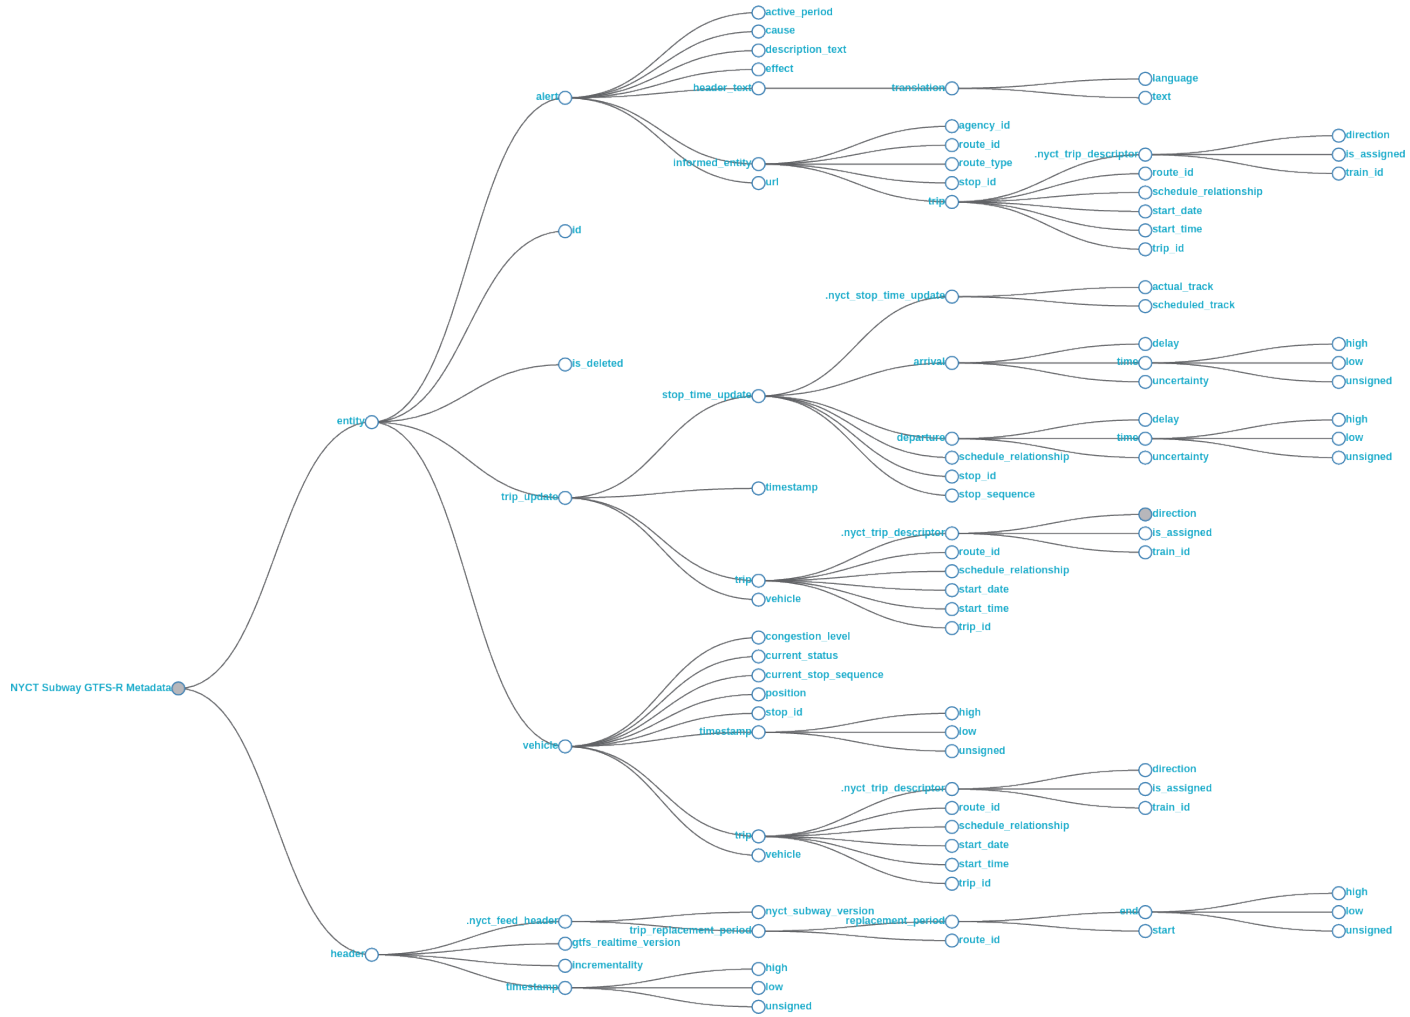 active_period
cause
description_text
effect
header_text
translation
language
text
alert
agency_id
route_id
route_type
stop_id
informed_entity
url
trip
.nyct_trip_descriptor
direction
is_assigned
train_id
route_id
schedule_relationship
start_date
start_time
trip_id
id
is_deleted
entity
.nyct_stop_time_update
actual_track
scheduled_track
arrival
delay
time
uncertainty
high
low
unsigned
stop_time_update
departure
delay
time
uncertainty
high
low
unsigned
schedule_relationship
stop_id
stop_sequence
trip_update
timestamp
trip
vehicle
.nyct_trip_descriptor
direction
is_assigned
train_id
route_id
schedule_relationship
start_date
start_time
trip_id
congestion_level
current_status
current_stop_sequence
position
stop_id
timestamp
high
low
unsigned
vehicle
trip
vehicle
.nyct_trip_descriptor
direction
is_assigned
train_id
route_id
schedule_relationship
start_date
start_time
trip_id
NYCT Subway GTFS-R Metadata
header
.nyct_feed_header
nyct_subway_version
trip_replacement_period
replacement_period
route_id
end
start
high
low
unsigned
gtfs_realtime_version
incrementality
timestamp
high
low
unsigned